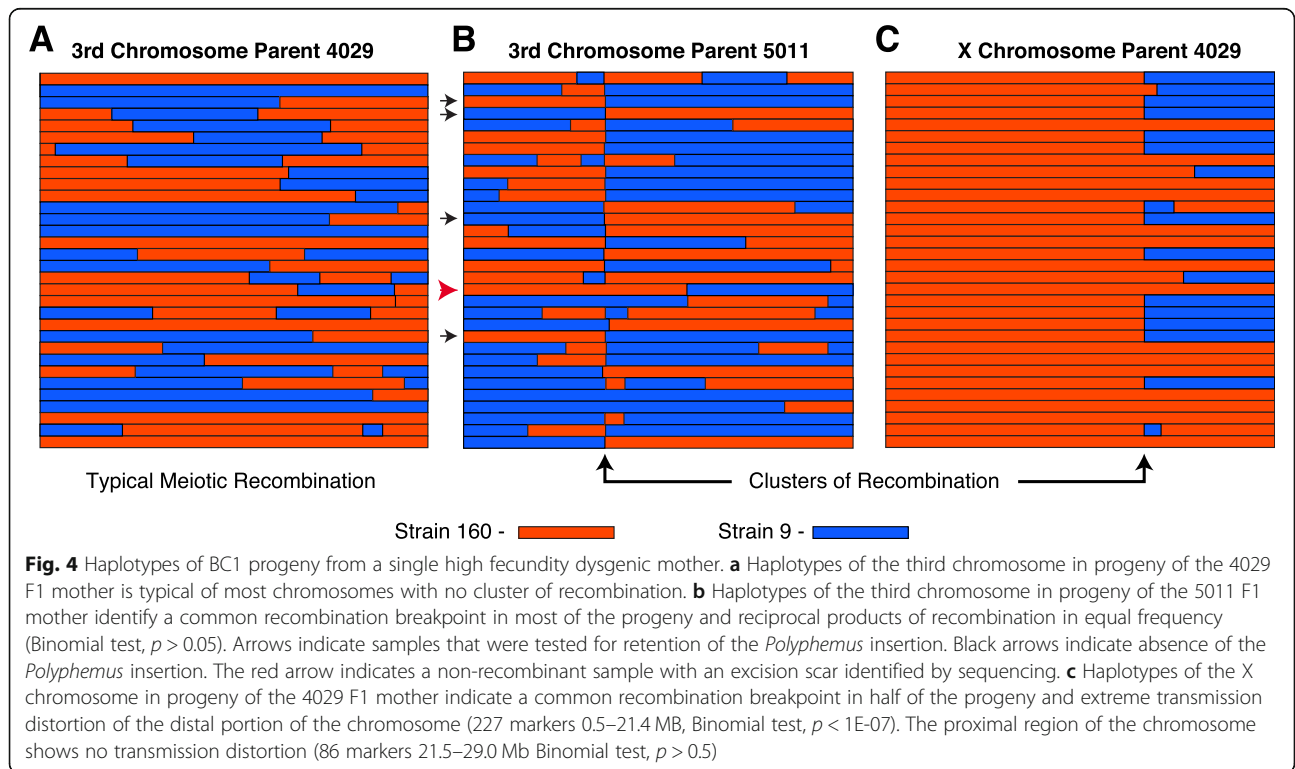 A 3rd Chromosome Parent 4029
B 3rd Chromosome Parent 5011
C X Chromosome Parent 4029
Typical Meiotic Recombination
Clusters of Recombination
Strain 160 -
Strain 9 -
Fig. 4 Haplotypes of BC1 progeny from a single high fecundity dysgenic mother. a Haplotypes of the third chromosome in progeny of the 4029
F1 mother is typical of most chromosomes with no cluster of recombination. b Haplotypes of the third chromosome in progeny of the 5011 F1
mother identify a common recombination breakpoint in most of the progeny and reciprocal products of recombination in equal frequency
(Binomial test, p > 0.05). Arrows indicate samples that were tested for retention of the Polyphemus insertion. Black arrows indicate absence of the
Polyphemus insertion. The red arrow indicates a non-recombinant sample with an excision scar identified by sequencing. c Haplotypes of the X
chromosome in progeny of the 4029 F1 mother indicate a common recombination breakpoint in half of the progeny and extreme transmission
distortion of the distal portion of the chromosome (227 markers 0.5–21.4 MB, Binomial test, p < 1E-07). The proximal region of the chromosome
shows no transmission distortion (86 markers 21.5–29.0 Mb Binomial test, p > 0.5)